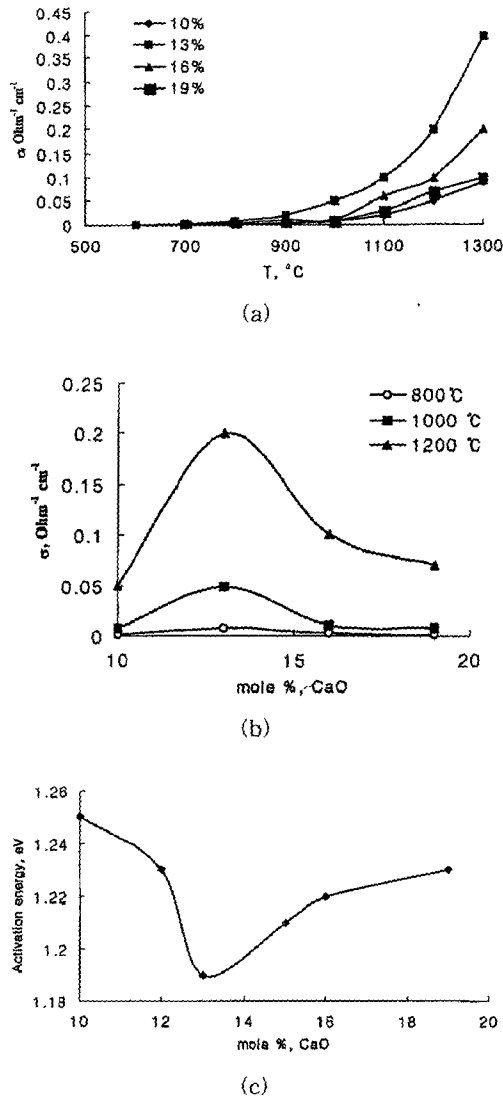 10%
13%
16%
19%
0.45
0.4
0.35
0.3
0.25
0.2
0.15
0.1
0.05
0
σ, Ohm⁻¹ cm⁻¹
500 700 900 1100 1300
T, °C
(a)
800℃
1000 ℃
1200 ℃
0.25
0.2
0.15
0.1
0.05
0
σ, Ohm⁻¹ cm⁻¹
10 15 20
mole %, CaO
(b)
1.26
1.24
1.22
1.2
1.18
Activation energy, eV
10 12 14 16 18 20
mole %, CaO
(c)